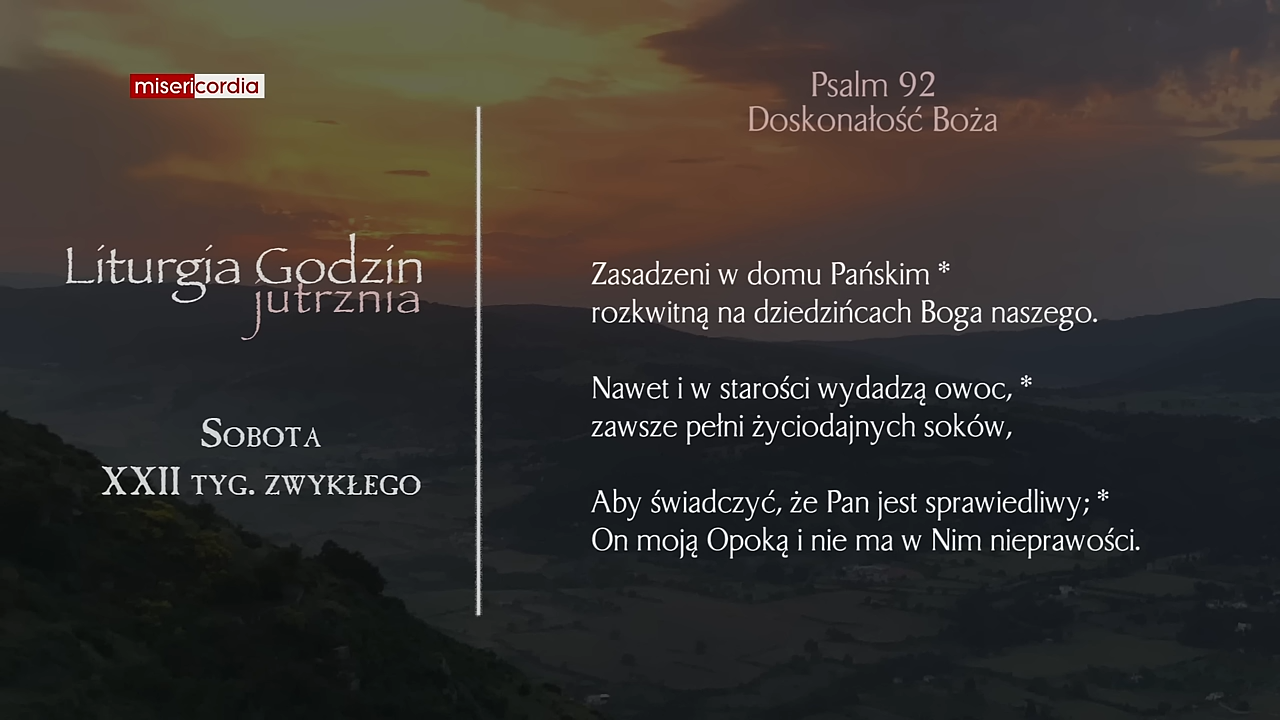 misericordia
Liturgia Godzin
jutrznia
Sobota
XXII tyg. zwykłego
Psalm 92
Doskonałość Boża
Zasadzeni w domu Pańskim *
rozkwitną na dziedzińcach Boga naszego.
Nawet i w starości wydadzą owoc, *
zawsze pełni życiodajnych soków,
Aby świadczyć, że Pan jest sprawiedliwy; *
On moją Opoką i nie ma w Nim nieprawości.